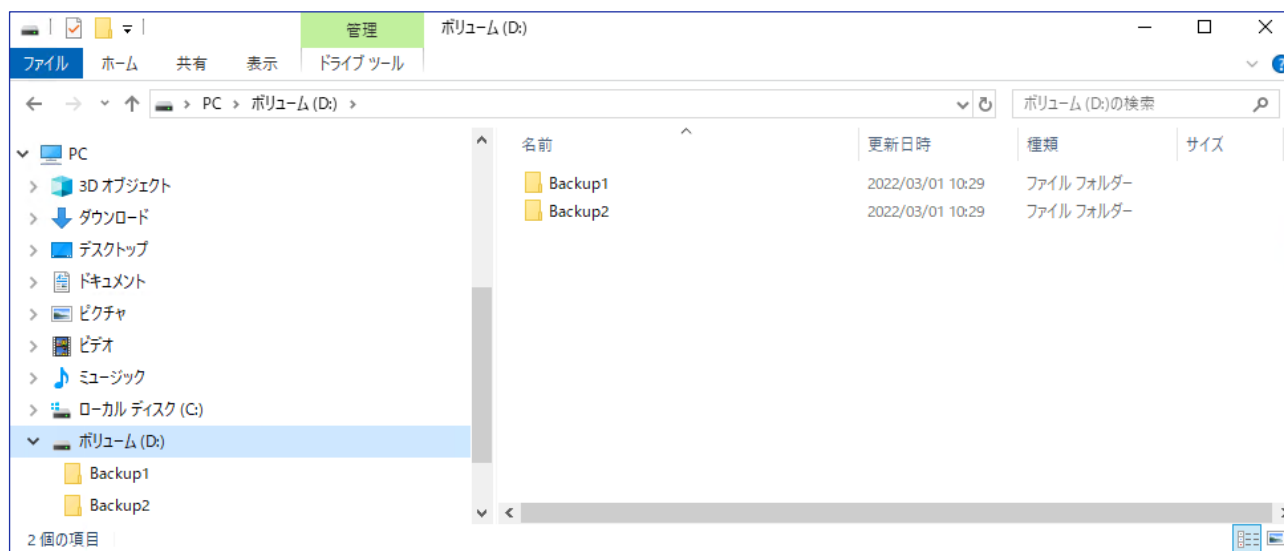 管理 ボリューム (D:)
ファイル ホーム 共有 表示 ドライブ ツール
PC › ボリューム (D:) › ボリューム (D:)の検索
PC
3D オブジェクト
ダウンロード
デスクトップ
ドキュメント
ピクチャ
ビデオ
ミュージック
ローカル ディスク (C:)
ボリューム (D:)
Backup1
Backup2
名前 更新日時 種類 サイズ
Backup1 2022/03/01 10:29 ファイル フォルダー
Backup2 2022/03/01 10:29 ファイル フォルダー
2 個の項目